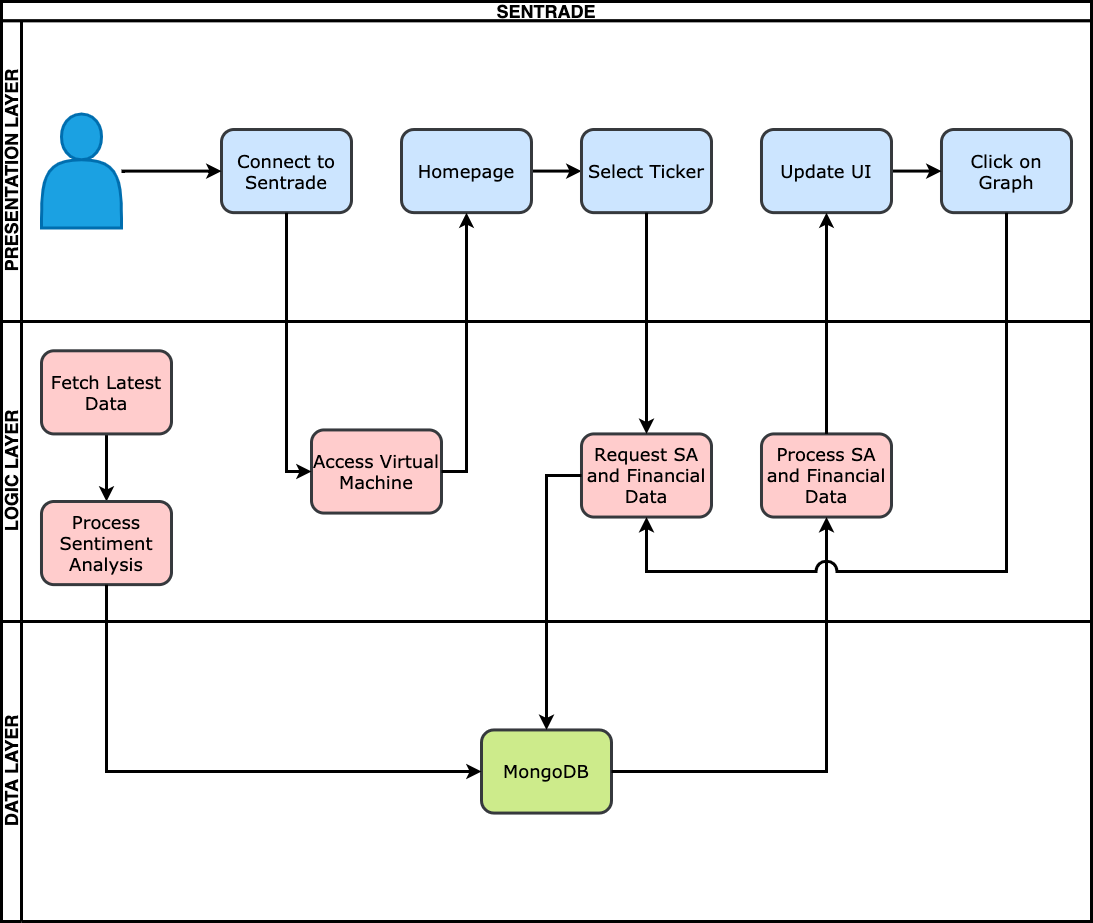 SENTRADE
PRESENTATION LAYER
Connect to
Sentrade
Homepage
Select Ticker
Update UI
Click on
Graph
LOGIC LAYER
Fetch Latest
Data
Process
Sentiment
Analysis
Access Virtual
Machine
Request SA
and Financial
Data
Process SA
and Financial
Data
DATA LAYER
MongoDB